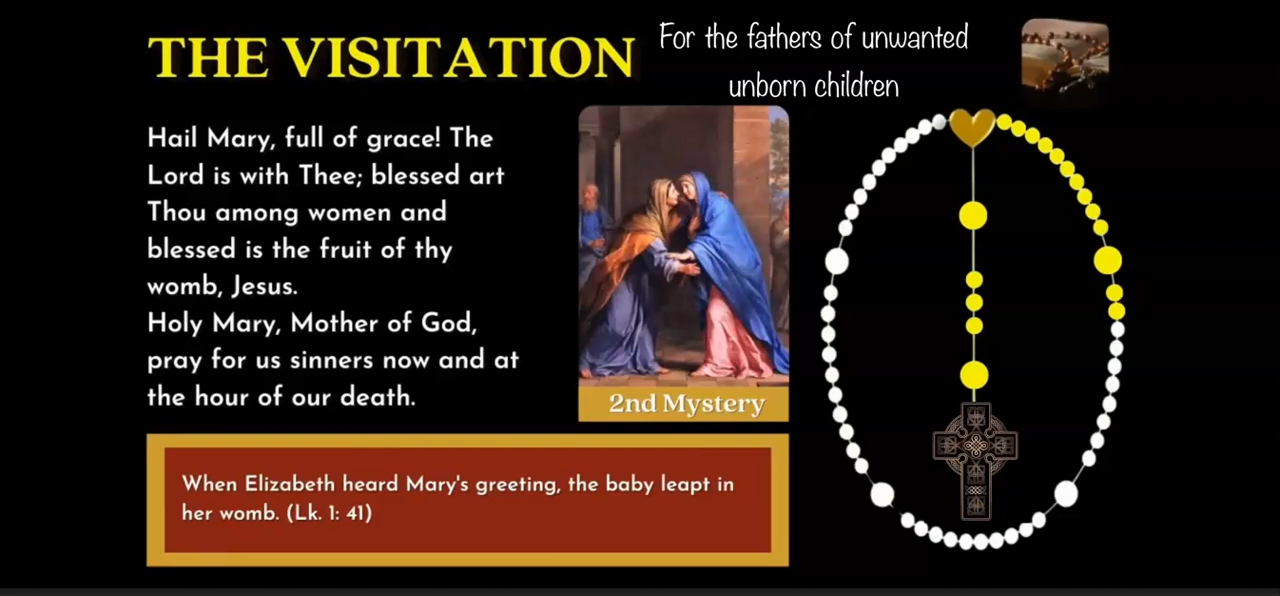 THE VISITATION
For the fathers of unwanted
unborn children
Hail Mary, full of grace! The
Lord is with Thee; blessed art
Thou among women and
blessed is the fruit of thy
womb, Jesus.
Holy Mary, Mother of God,
pray for us sinners now and at
the hour of our death.
2nd Mystery
When Elizabeth heard Mary's greeting, the baby leapt in
her womb. (Lk. 1: 41)